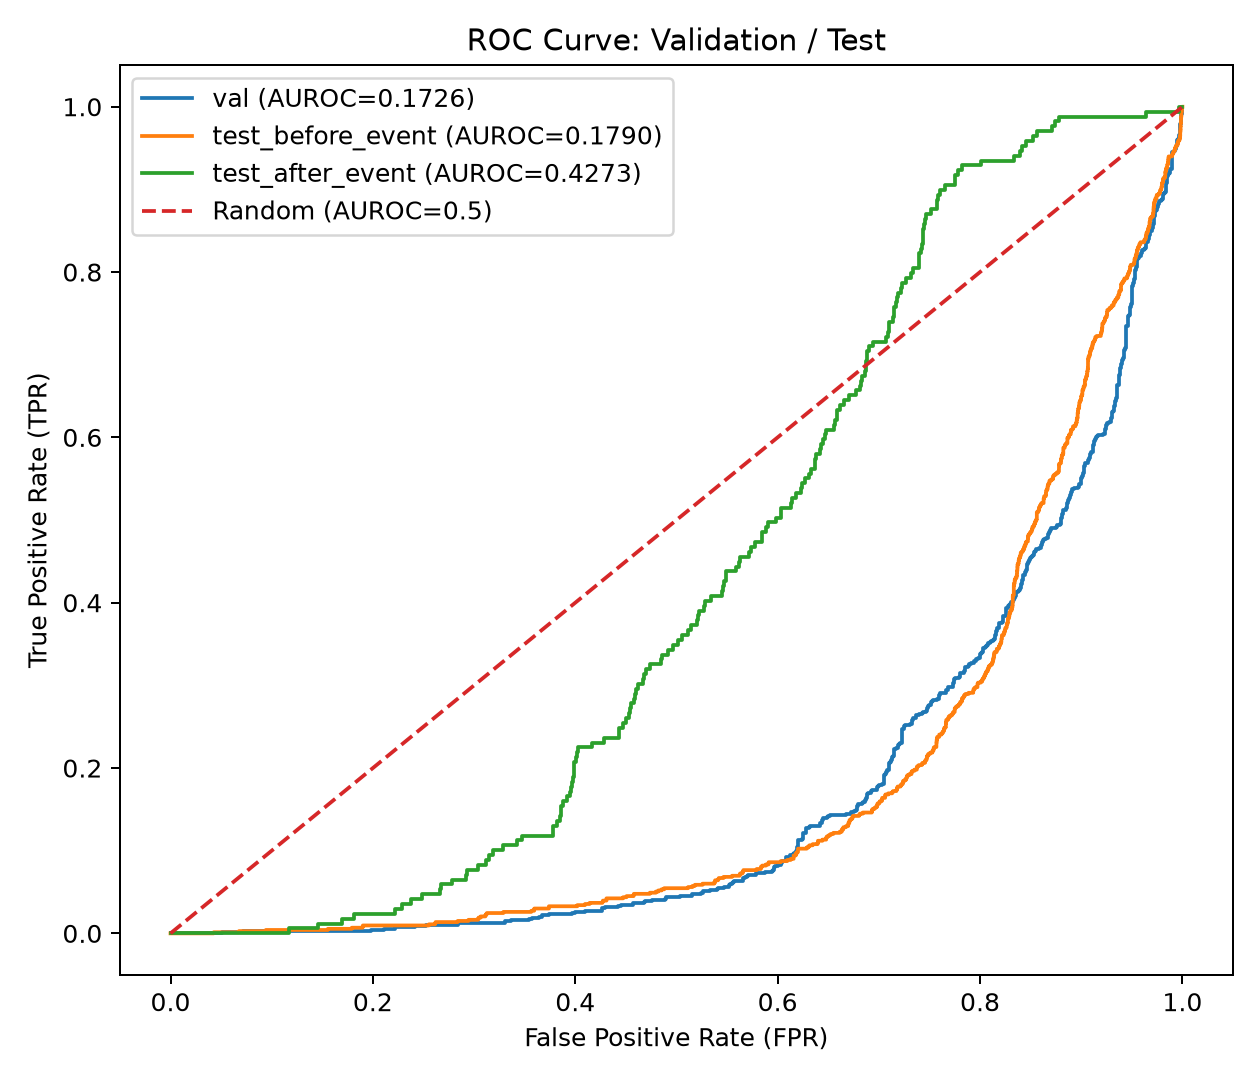 ROC Curve: Validation / Test
val (AUROC=0.1726)
test_before_event (AUROC=0.1790)
test_after_event (AUROC=0.4273)
Random (AUROC=0.5)
True Positive Rate (TPR)
1.0
0.8
0.6
0.4
0.2
0.0
0.0 0.2 0.4 0.6 0.8 1.0
False Positive Rate (FPR)